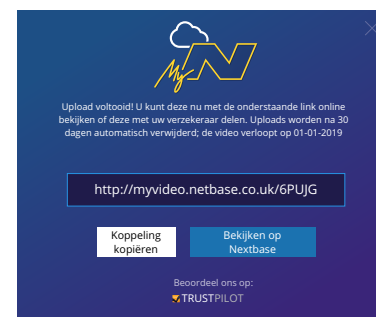 My N
Upload voltooid! U kunt deze nu met de onderstaande link online
bekijken of deze met uw verzekeraar delen. Uploads worden na 30
dagen automatisch verwijderd; de video verloopt op 01-01-2019
http://myvideo.netbase.co.uk/6PUJG
Koppeling
kopiëren
Bekijken op
Nextbase
Beoordeel ons op:
TRUSTPILOT